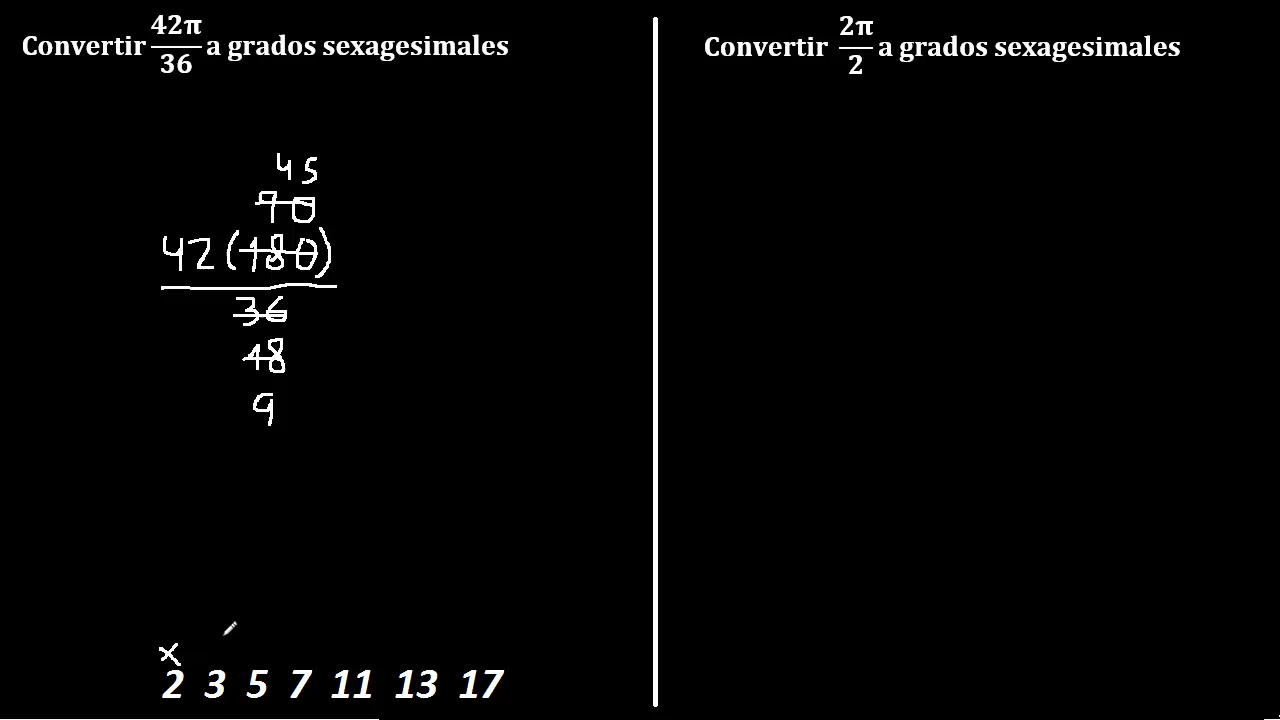 Convertir 42π/36 a grados sexagesimales
45
90
42(180)
36
18
9
x
2 3 5 7 11 13 17
Convertir 2π/2 a grados sexagesimales